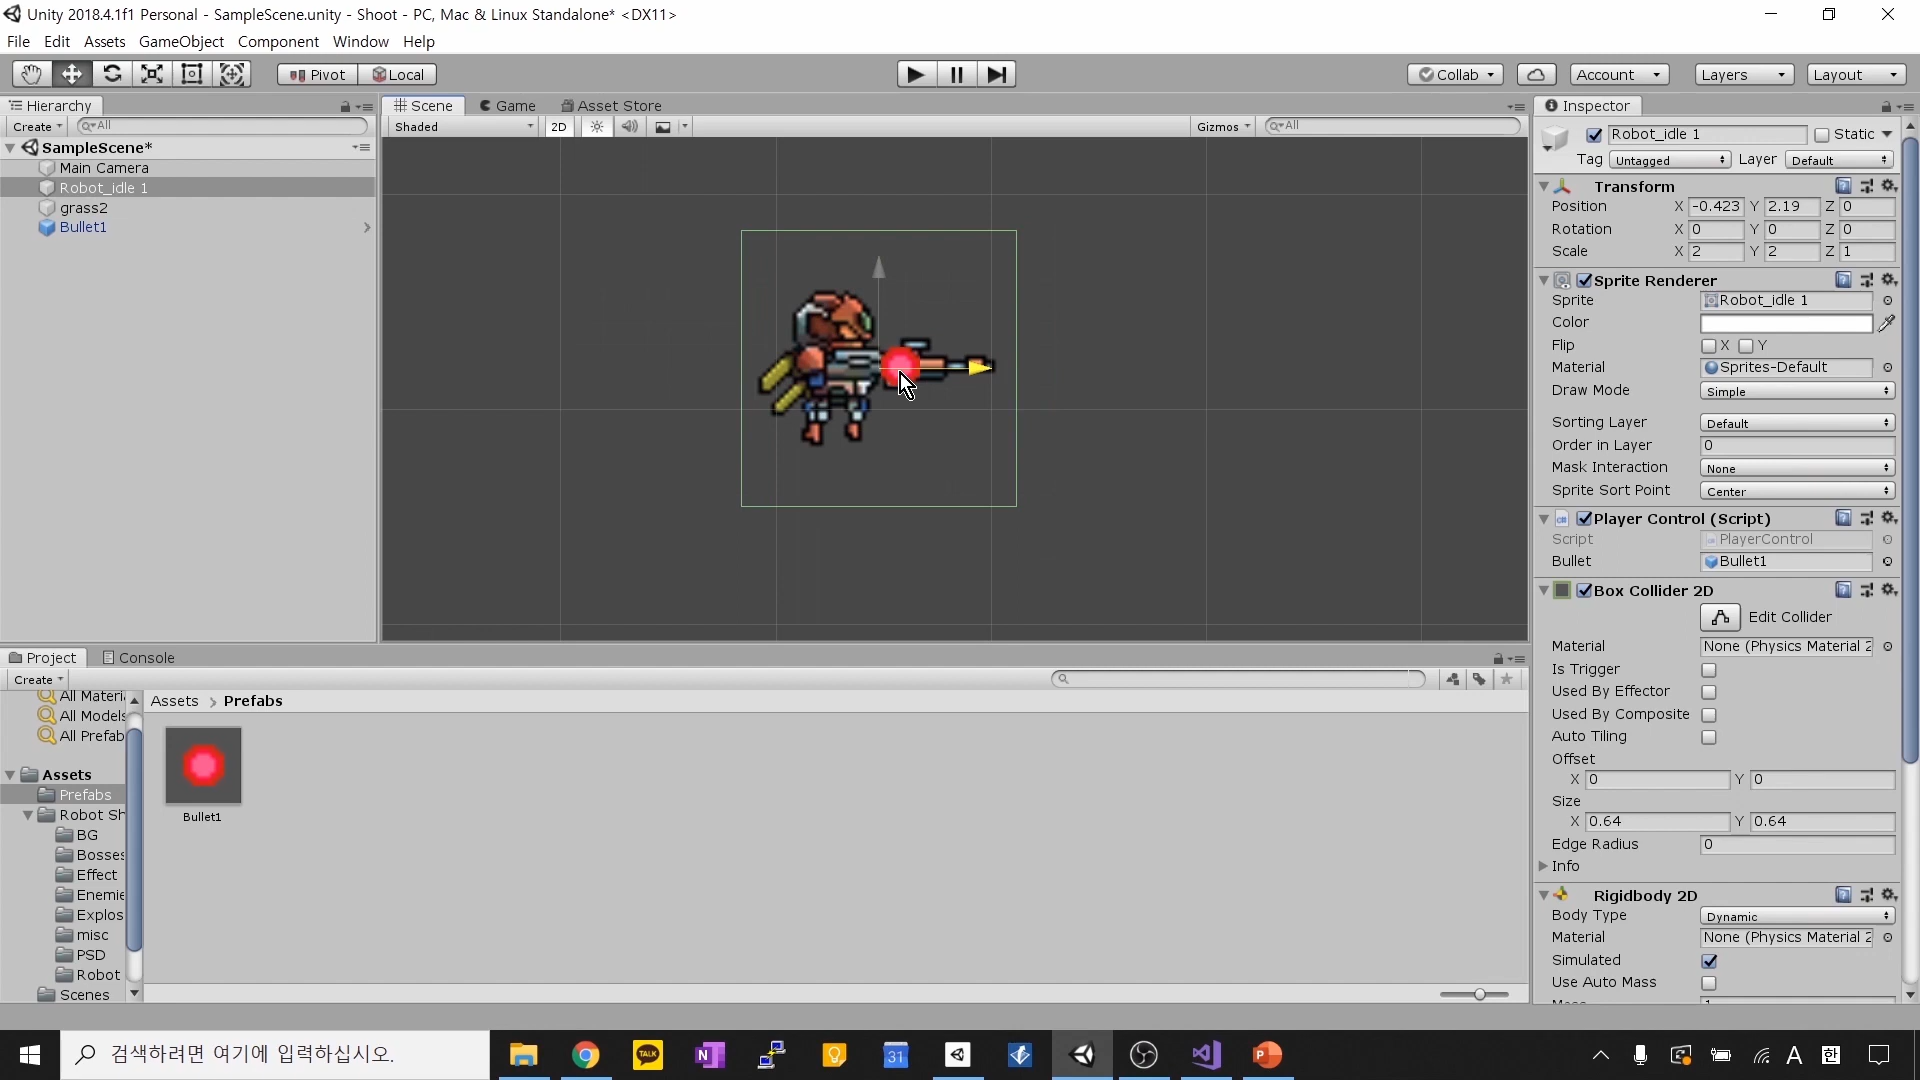 Unity 2018.4.1f1 Personal - SampleScene.unity - Shoot - PC, Mac & Linux Standalone* <DX11>
File Edit Assets GameObject Component Window Help
Pivot Local Collab Account Layers Layout
Hierarchy
Create All
SampleScene*
Main Camera
Robot_idle 1
grass2
Bullet1
Scene Game Asset Store
Shaded 2D Gizmos All
Inspector
Robot_idle 1 Static
Tag Untagged Layer Default
Transform
Position X -0.423 Y 2.19 Z 0
Rotation X 0 Y 0 Z 0
Scale X 2 Y 2 Z 1
Sprite Renderer
Sprite Robot_idle 1
Color
Flip X Y
Material Sprites-Default
Draw Mode Simple
Sorting Layer Default
Order in Layer 0
Mask Interaction None
Sprite Sort Point Center
Player Control (Script)
Script PlayerControl
Bullet Bullet1
Box Collider 2D
Edit Collider
Material None (Physics Material 2
Is Trigger
Used By Effector
Used By Composite
Auto Tiling
Offset
X 0 Y 0
Size
X 0.64 Y 0.64
Edge Radius 0
Info
Rigidbody 2D
Body Type Dynamic
Material None (Physics Material 2
Simulated
Use Auto Mass
Project Console
Create
All Materi
All Models
All Prefab
Assets
Prefabs
Robot Sh
BG
Bosses
Effect
Enemie
Explos
misc
PSD
Robot
Scenes
Assets > Prefabs
Bullet1
검색하려면 여기에 입력하십시오.
TALK
N
31
P
A
한